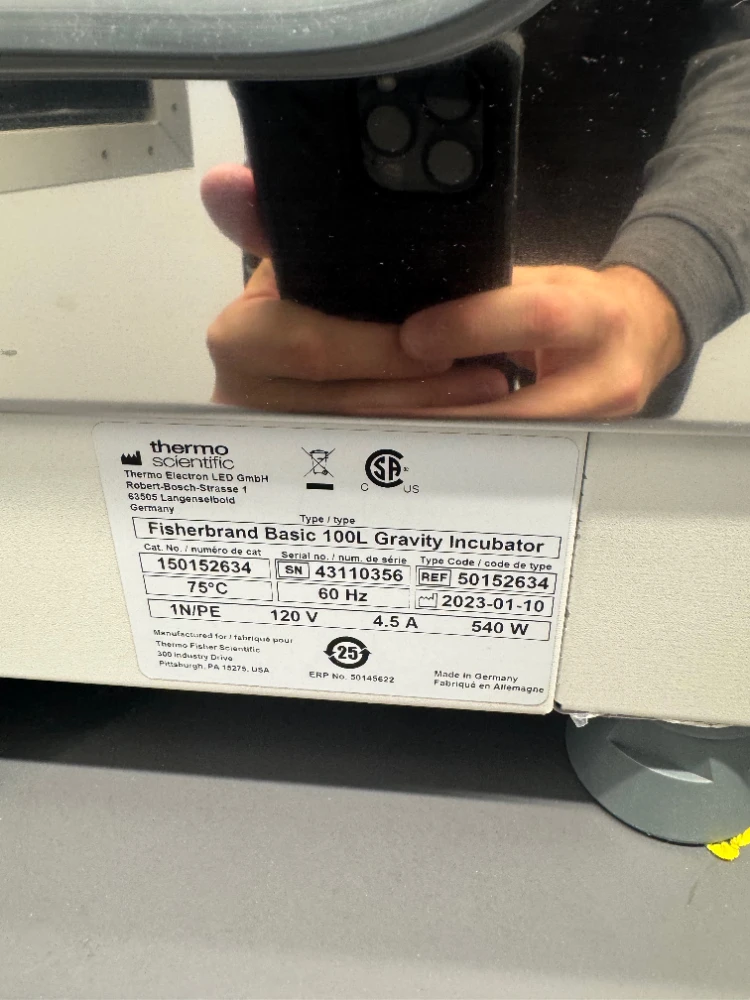 thermo
scientific
Thermo Electron LED GmbH
Robert-Bosch-Strasse 1
63505 Langenselbold
Germany
C SA ® US
Type / type
Fisherbrand Basic 100L Gravity Incubator
Cat. No. / numéro de cat
150152634
Serial no. / num. de série
SN 43110356
Type Code / code de type
REF 50152634
75°C
60 Hz
2023-01-10
1N/PE 120 V 4.5 A 540 W
Manufactured for / fabriqué pour
Thermo Fisher Scientific
300 Industry Drive
Pittsburgh, PA 15275, USA
25
ERP No. 50145622
Made in Germany
Fabriqué en Allemagne